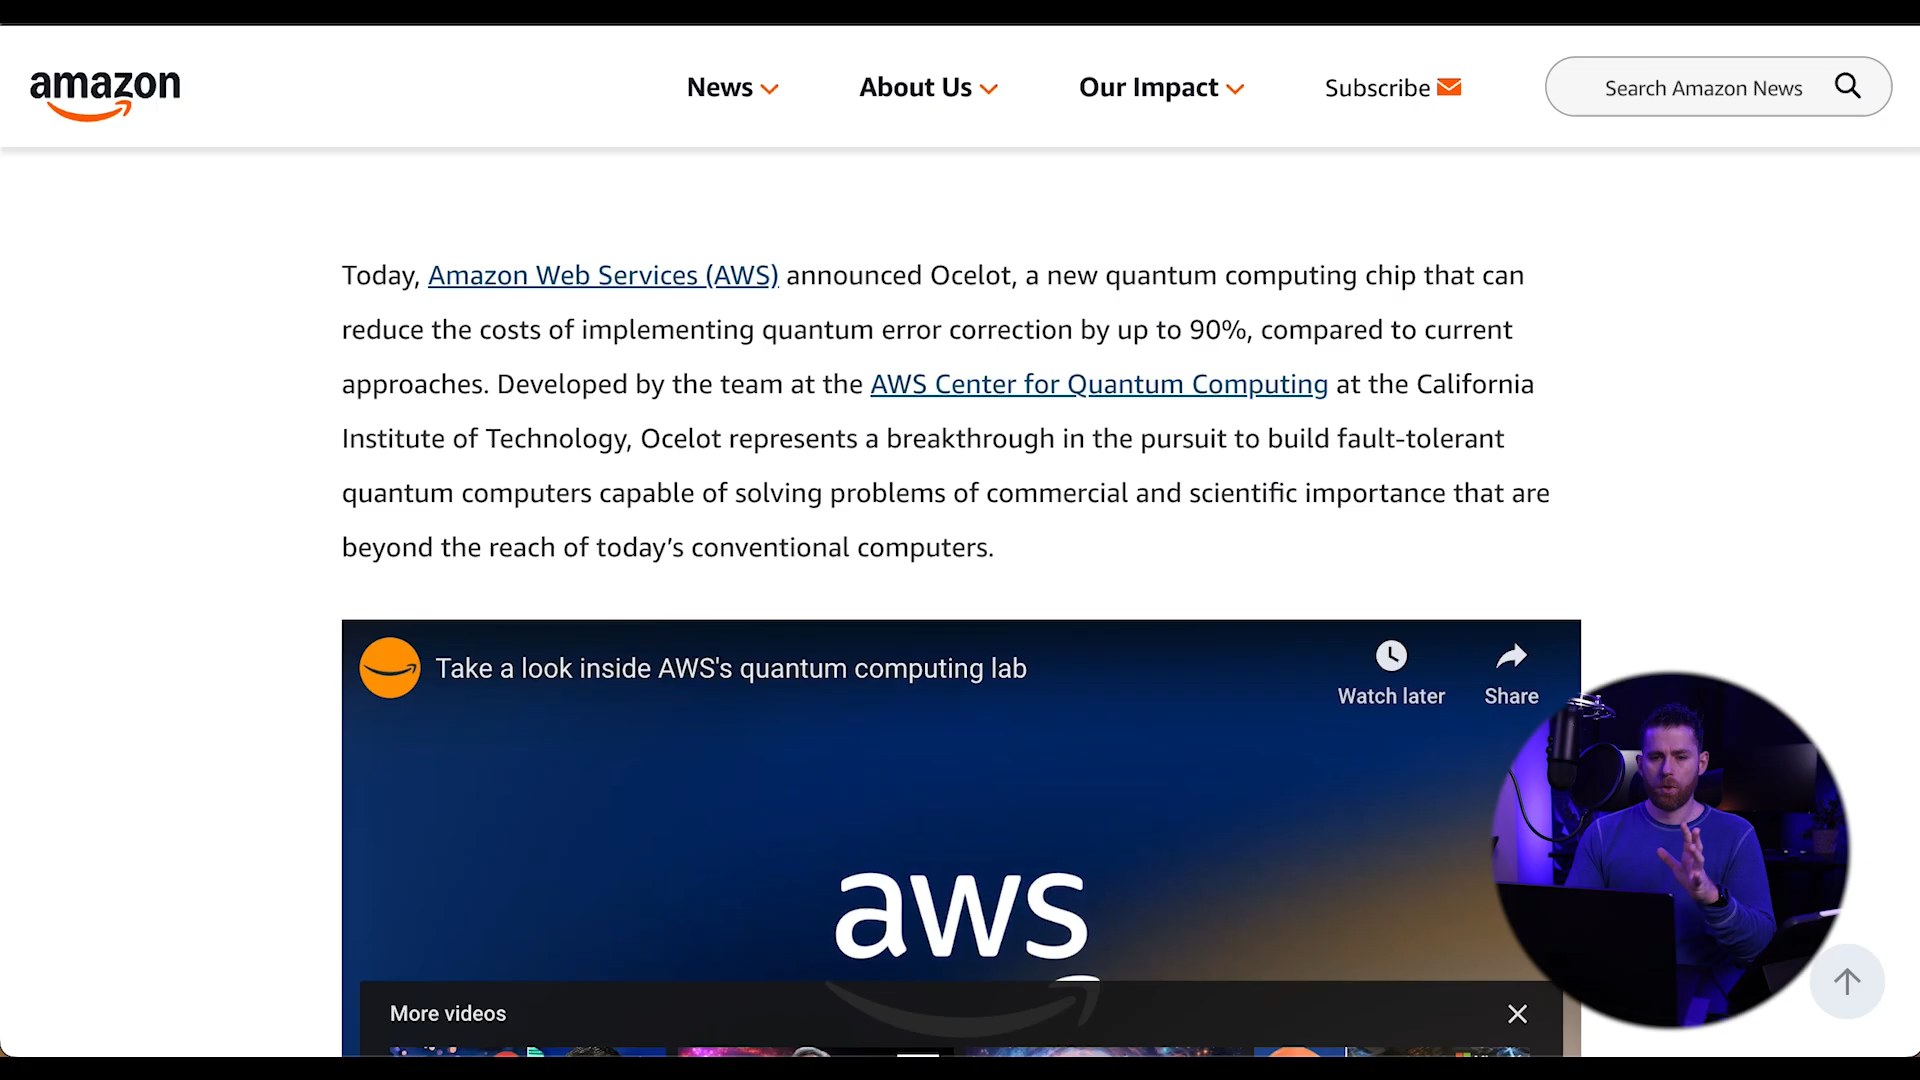 amazon
News
About Us
Our Impact
Subscribe
Search Amazon News
Today, Amazon Web Services (AWS) announced Ocelot, a new quantum computing chip that can
reduce the costs of implementing quantum error correction by up to 90%, compared to current
approaches. Developed by the team at the AWS Center for Quantum Computing at the California
Institute of Technology, Ocelot represents a breakthrough in the pursuit to build fault-tolerant
quantum computers capable of solving problems of commercial and scientific importance that are
beyond the reach of today’s conventional computers.
Take a look inside AWS's quantum computing lab
Watch later
Share
aws
More videos